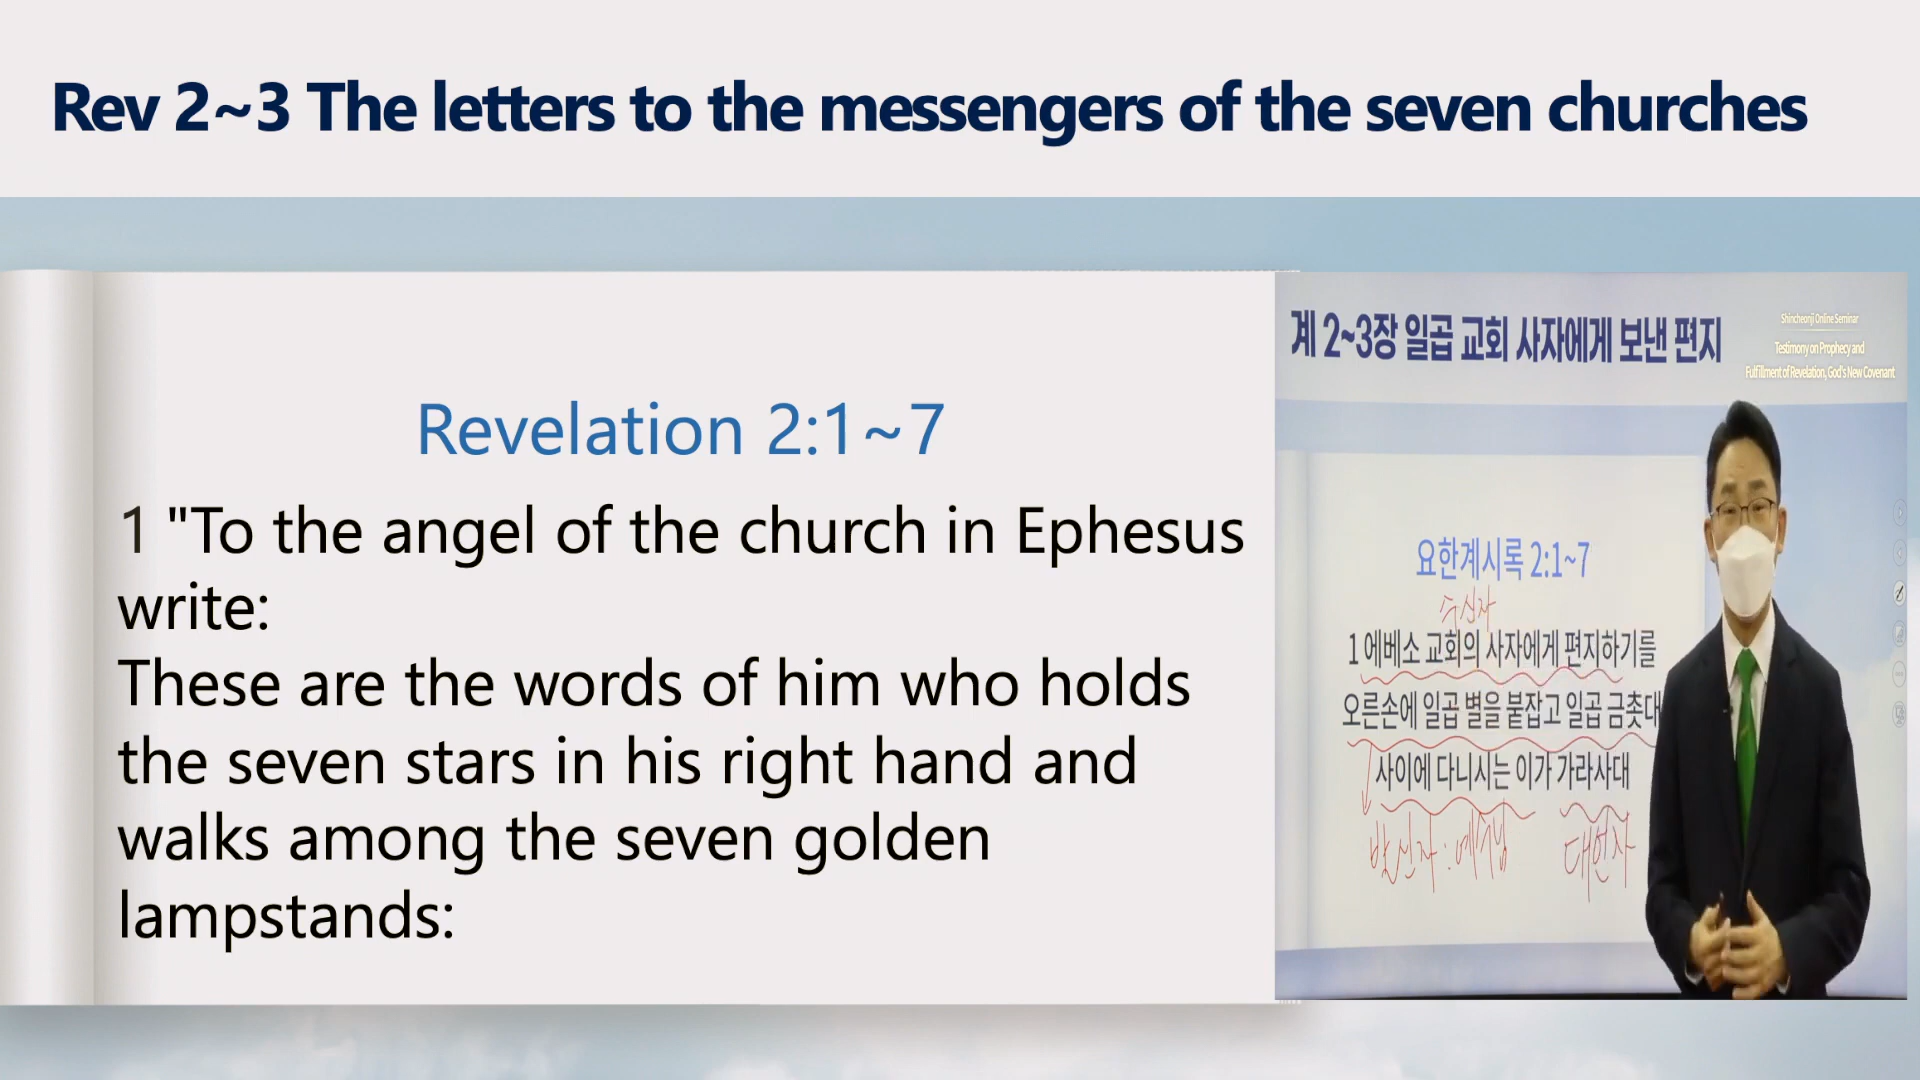 Rev 2~3 The letters to the messengers of the seven churches
Revelation 2:1~7
1 "To the angel of the church in Ephesus
write:
These are the words of him who holds
the seven stars in his right hand and
walks among the seven golden
lampstands:
계 2~3장 일곱 교회 사자에게 보낸 편지
Shincheonji Online Seminar
Testimony on Prophecy and
Fulfillment of Revelation, God's New Covenant
요한계시록 2:1~7
수신자
1 에베소 교회의 사자에게 편지하기를
오른손에 일곱 별을 붙잡고 일곱 금촛대
사이에 다니시는 이가 가라사대
발신자: 예수님 대언자